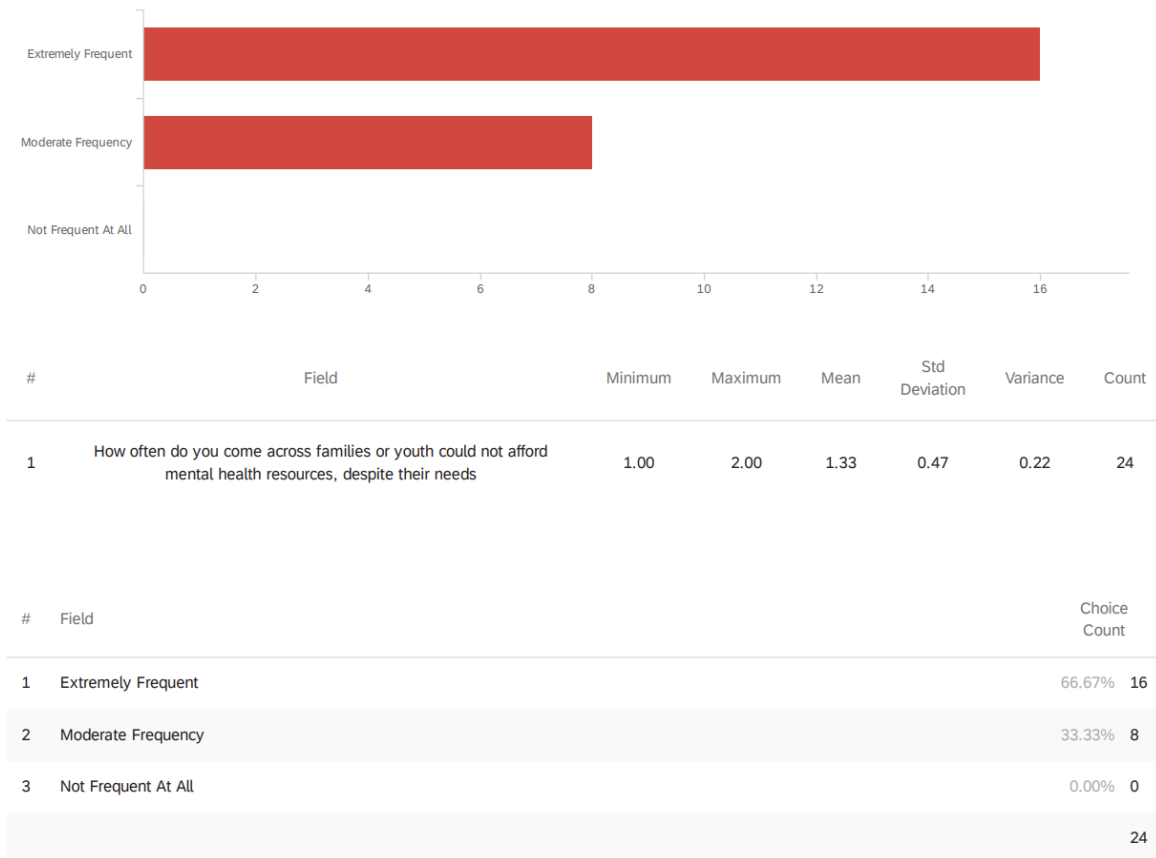 Extremely Frequent
Moderate Frequency
Not Frequent At All
0 2 4 6 8 10 12 14 16
# Field Minimum Maximum Mean Std Deviation Variance Count
1 How often do you come across families or youth could not afford
mental health resources, despite their needs 1.00 2.00 1.33 0.47 0.22 24
# Field Choice Count
1 Extremely Frequent 66.67% 16
2 Moderate Frequency 33.33% 8
3 Not Frequent At All 0.00% 0
24